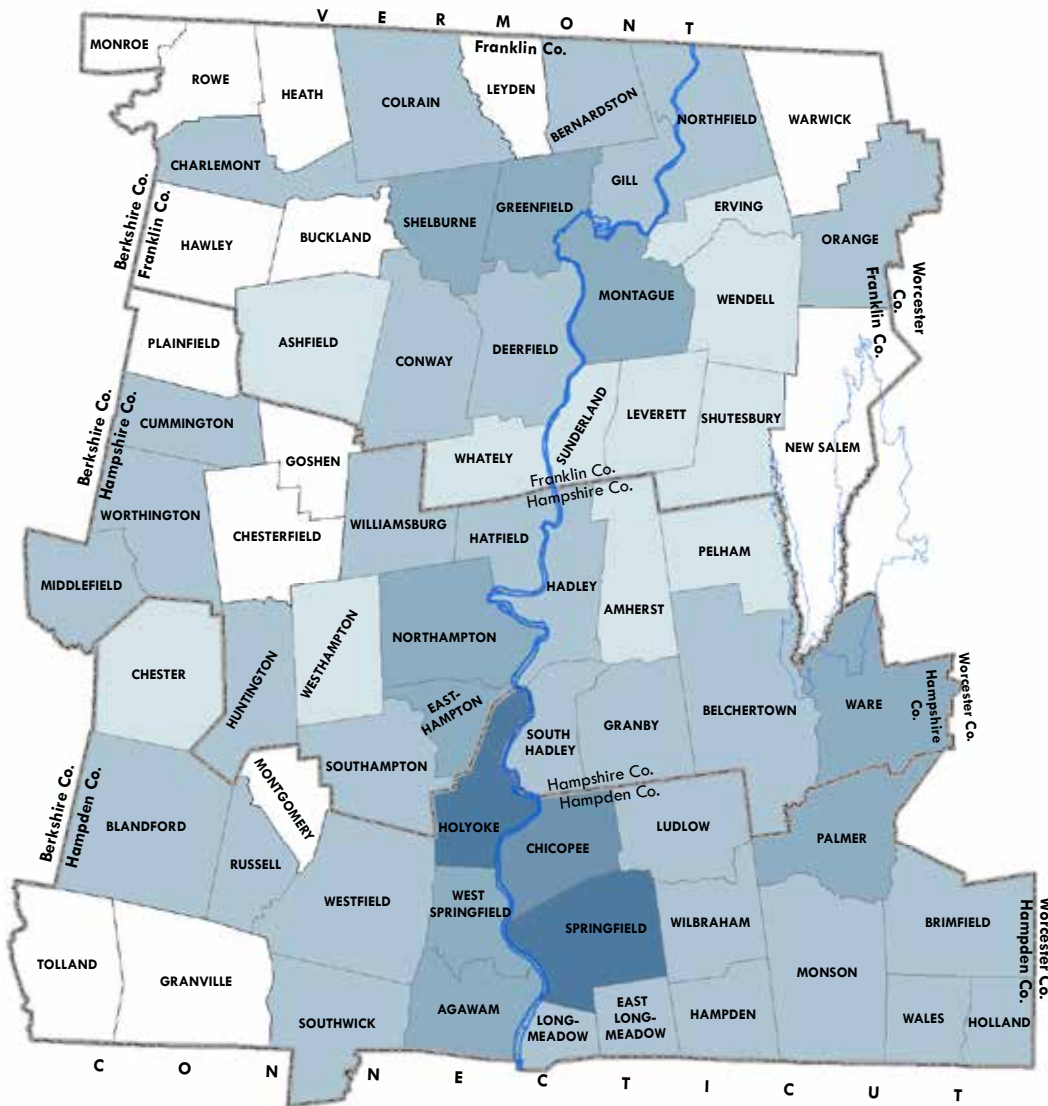 V E R M O N T
MONROE
Franklin Co.
ROWE
HEATH
COLRAIN
LEYDEN
BERNARDSTON
NORTHFIELD
WARWICK
CHARLEMONT
GILL
ERVING
SHELBURNE
GREENFIELD
Berkshire Co.
Franklin Co.
HAWLEY
BUCKLAND
ORANGE
MONTAGUE
WENDELL
Franklin Co.
Worcester
Co.
PLAINFIELD
ASHFIELD
CONWAY
DEERFIELD
SUNDERLAND
LEVERETT
SHUTESBURY
CUMMINGTON
NEW SALEM
Berkshire Co.
Hampshire Co.
GOSHEN
WHATELY
Franklin Co.
Hampshire Co.
WORTHINGTON
CHESTERFIELD
WILLIAMSBURG
HATFIELD
PELHAM
MIDDLEFIELD
HADLEY
AMHERST
NORTHAMPTON
CHESTER
HUNTINGTON
WESTHAMPTON
EAST-
HAMPTON
BELCHERTOWN
WARE
Hampshire
Co.
Worcester Co.
SOUTH
HADLEY
GRANBY
SOUTHAMPTON
Hampshire Co.
Hampden Co.
MONTGOMERY
Berkshire Co.
Hampden Co.
BLANDFORD
HOLYOKE
CHICOPEE
LUDLOW
PALMER
RUSSELL
WESTFIELD
WEST
SPRINGFIELD
SPRINGFIELD
WILBRAHAM
BRIMFIELD
Hampden Co.
Worcester Co.
TOLLAND
GRANVILLE
MONSON
SOUTHWICK
AGAWAM
LONG-
MEADOW
EAST
LONG-
MEADOW
HAMPDEN
WALES
HOLLAND
C O N N E C T I C U T